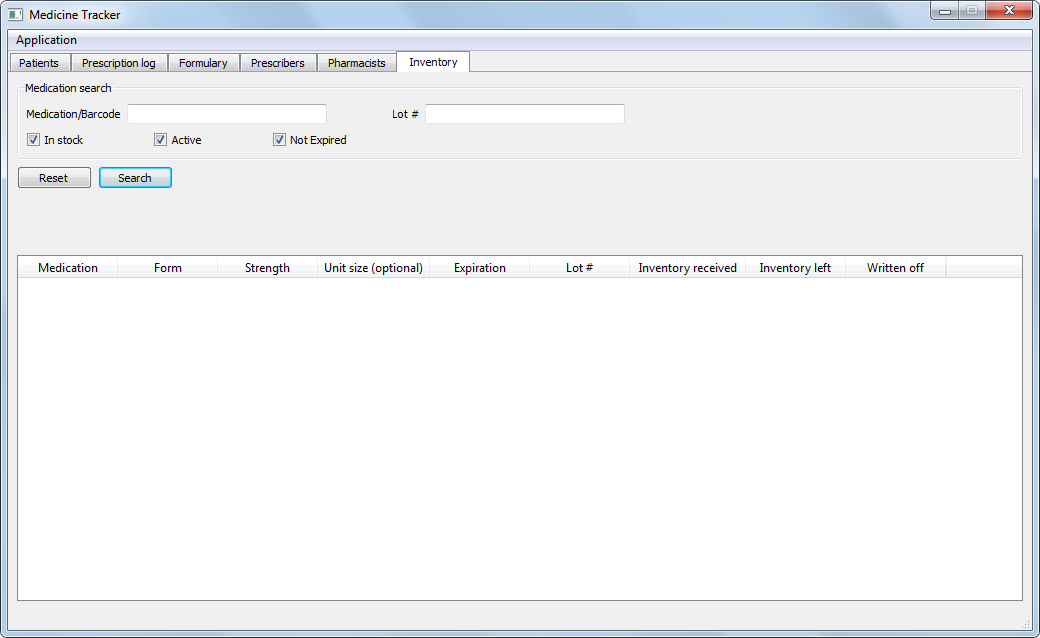 Medicine Tracker
Application
Patients Prescription log Formulary Prescribers Pharmacists Inventory
Medication search
Medication/Barcode Lot #
In stock Active Not Expired
Reset Search
Medication Form Strength Unit size (optional) Expiration Lot # Inventory received Inventory left Written off